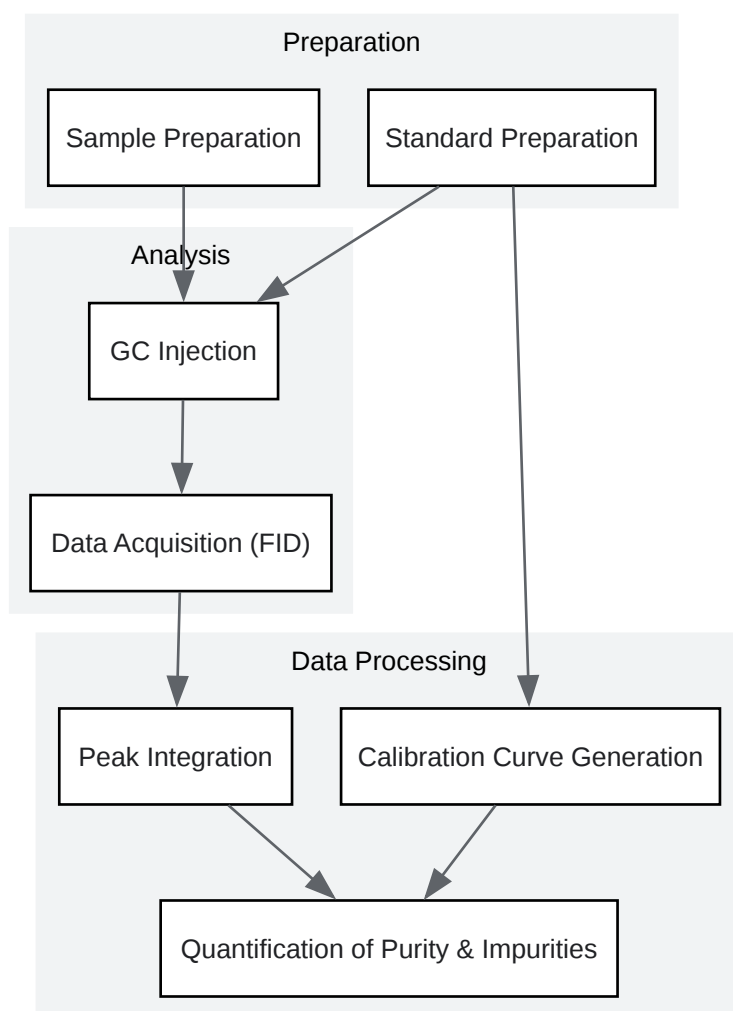 Preparation
Sample Preparation
Standard Preparation
Analysis
GC Injection
Data Acquisition (FID)
Data Processing
Peak Integration
Calibration Curve Generation
Quantification of Purity & Impurities